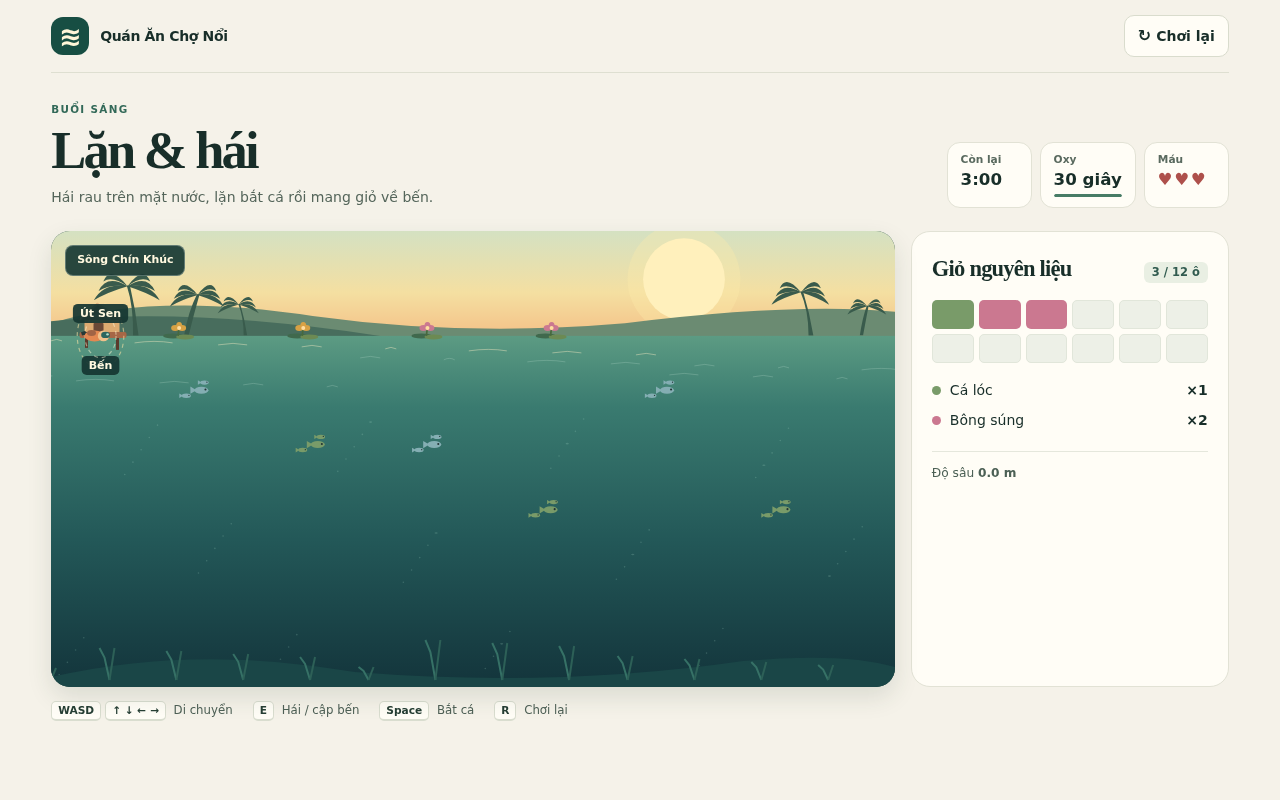 Quán Ăn Chợ Nổi
↻ Chơi lại
BUỔI SÁNG
Lặn & hái
Hái rau trên mặt nước, lặn bắt cá rồi mang giỏ về bến.
Còn lại
3:00
Oxy
30 giây
Máu
♥♥♥
Sông Chín Khúc
Út Sen
Bến
Giỏ nguyên liệu
3 / 12 ô
Cá lóc ×1
Bông súng ×2
Độ sâu 0.0 m
WASD ↑ ↓ ← → Di chuyển E Hái / cập bến Space Bắt cá R Chơi lại